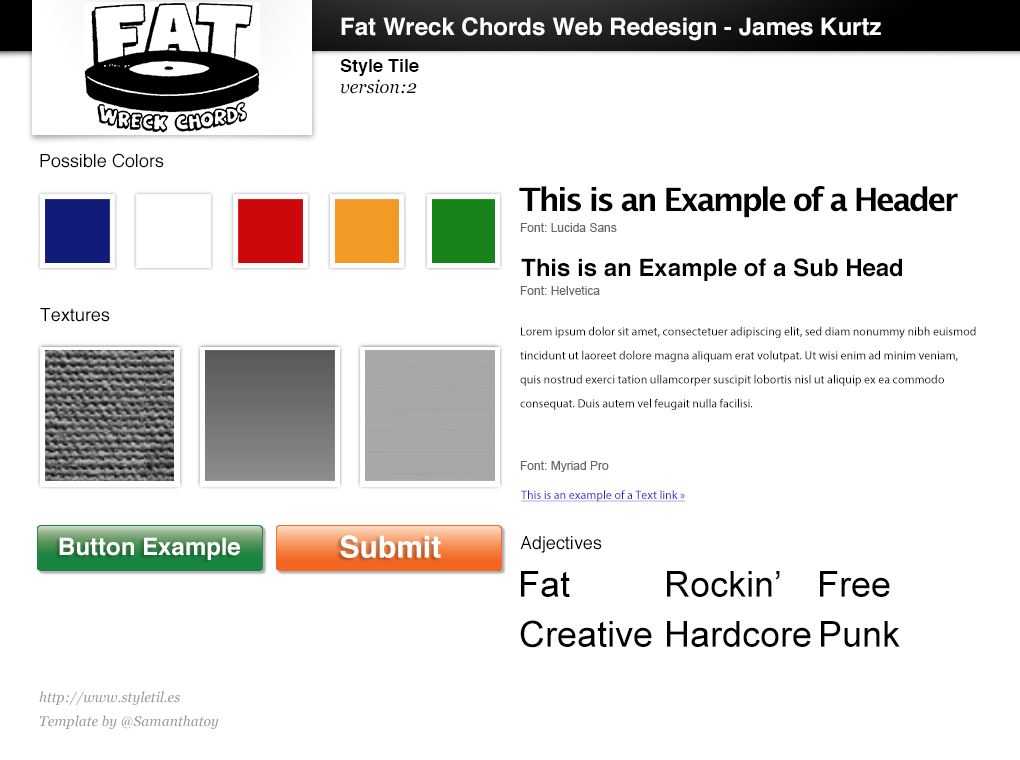 FAT
WRECK CHORDS
Fat Wreck Chords Web Redesign - James Kurtz
Style Tile
version:2
Possible Colors
Textures
Button Example
Submit
This is an Example of a Header
Font: Lucida Sans
This is an Example of a Sub Head
Font: Helvetica
Lorem ipsum dolor sit amet, consectetuer adipiscing elit, sed diam nonummy nibh euismod
tincidunt ut laoreet dolore magna aliquam erat volutpat. Ut wisi enim ad minim veniam,
quis nostrud exerci tation ullamcorper suscipit lobortis nisl ut aliquip ex ea commodo
consequat. Duis autem vel feugait nulla facilisi.
Font: Myriad Pro
This is an example of a Text link »
Adjectives
Fat Rockin’ Free
Creative Hardcore Punk
http://www.styletil.es
Template by @Samanthatoy